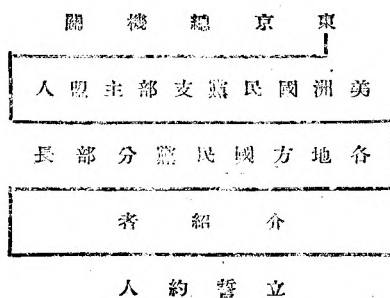 東京總機關
美洲國民黨支部主盟人
各地方國民黨分部長
介紹者
立誓約人